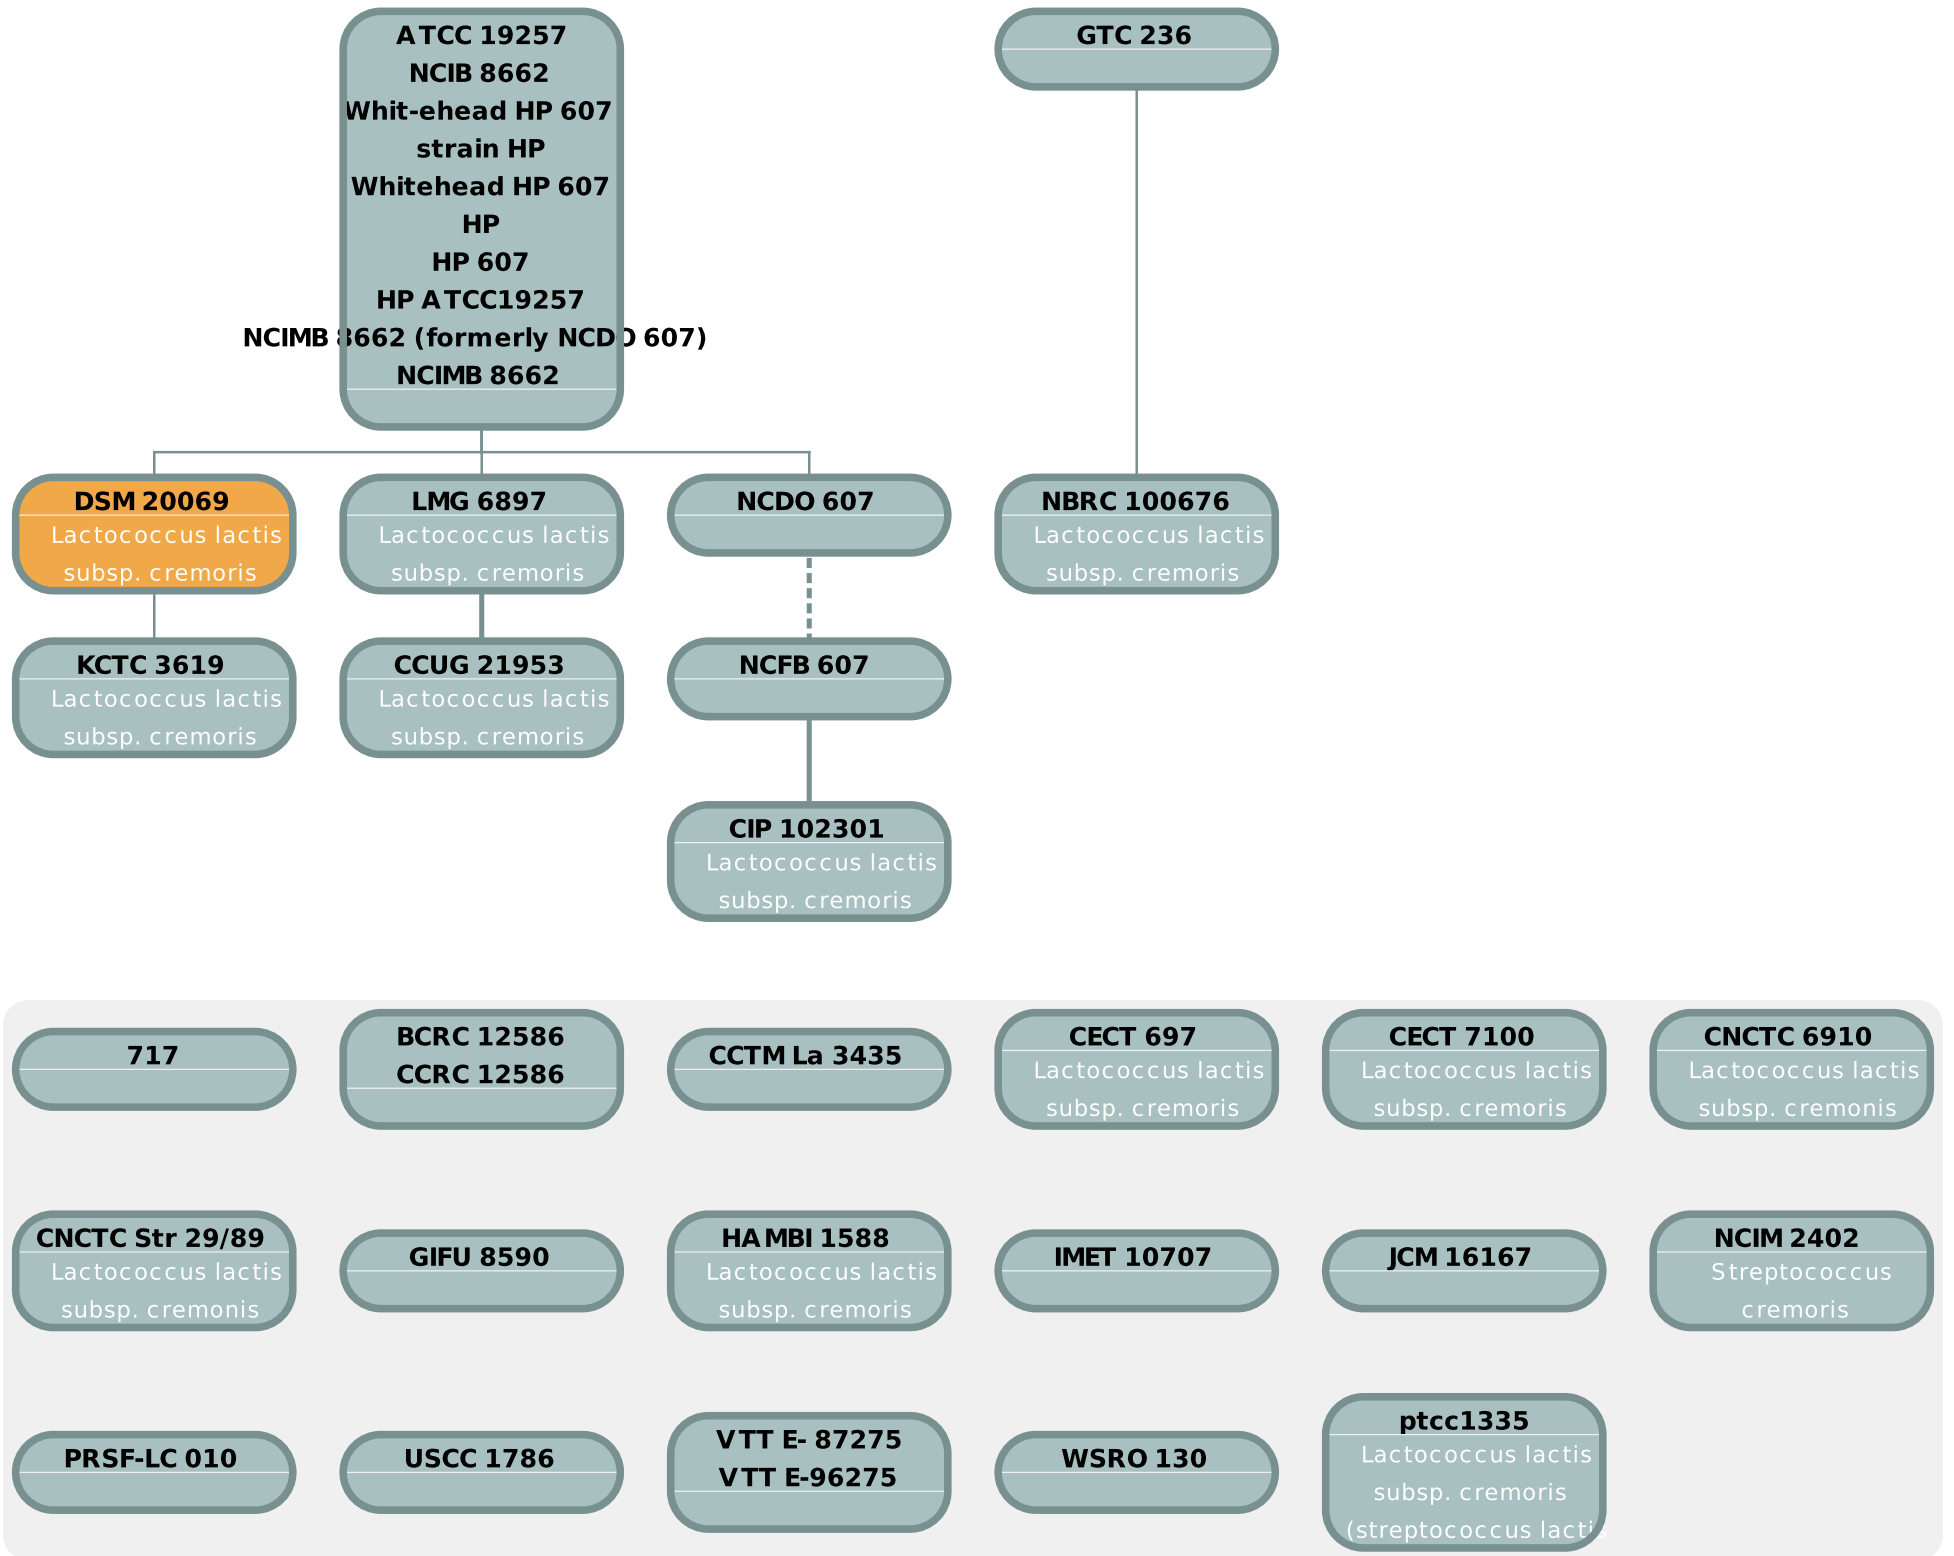 ATCC 19257
NCIB 8662
Whit-ehead HP 607
strain HP
Whitehead HP 607
HP
HP 607
HP ATCC19257
NCIMB 8662 (formerly NCDO 607)
NCIMB 8662
GTC 236
DSM 20069
Lactococcus lactis
subsp. cremoris
LMG 6897
Lactococcus lactis
subsp. cremoris
NCDO 607
NBRC 100676
Lactococcus lactis
subsp. cremoris
KCTC 3619
Lactococcus lactis
subsp. cremoris
CCUG 21953
Lactococcus lactis
subsp. cremoris
NCFB 607
CIP 102301
Lactococcus lactis
subsp. cremoris
717
BCRC 12586
CCRC 12586
CCTM La 3435
CECT 697
Lactococcus lactis
subsp. cremoris
CECT 7100
Lactococcus lactis
subsp. cremoris
CNCTC 6910
Lactococcus lactis
subsp. cremonis
CNCTC Str 29/89
Lactococcus lactis
subsp. cremonis
GIFU 8590
HAMBI 1588
Lactococcus lactis
subsp. cremoris
IMET 10707
JCM 16167
NCIM 2402
Streptococcus
cremoris
PRSF-LC 010
USCC 1786
VTT E- 87275
VTT E-96275
WSRO 130
ptcc1335
Lactococcus lactis
subsp. cremoris
(streptococcus lactis